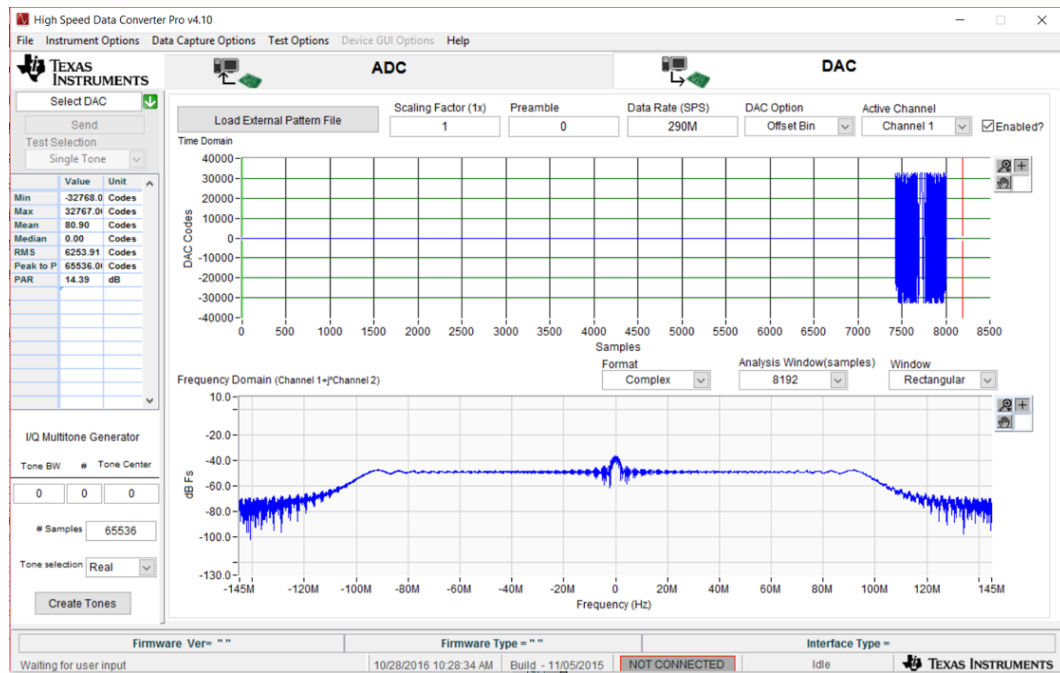 High Speed Data Converter Pro v4.10
File Instrument Options Data Capture Options Test Options Device GUI Options Help
TEXAS INSTRUMENTS
ADC
DAC
Select DAC
Send
Test Selection
Single Tone
Value Unit
Min -32768.0 Codes
Max 32767.0 Codes
Mean 80.90 Codes
Median 0.00 Codes
RMS 6253.91 Codes
Peak to P 65536.0 Codes
PAR 14.39 dB
I/Q Multitone Generator
Tone BW # Tone Center
0 0 0
# Samples 65536
Tone selection Real
Create Tones
Load External Pattern File
Scaling Factor (1x) Preamble Data Rate (SPS) DAC Option Active Channel
1 0 290M Offset Bin Channel 1 Enabled?
Time Domain
DAC Codes
40000
30000
20000
10000
0
-10000
-20000
-30000
-40000
0 500 1000 1500 2000 2500 3000 3500 4000 4500 5000 5500 6000 6500 7000 7500 8000 8500
Samples
Format Analysis Window(samples) Window
Complex 8192 Rectangular
Frequency Domain (Channel 1+j*Channel 2)
dB Fs
10.0
-20.0
-40.0
-60.0
-80.0
-100.0
-130.0
-145M -120M -100M -80M -60M -40M -20M 0 20M 40M 60M 80M 100M 120M 145M
Frequency (Hz)
Firmware Ver= " " Firmware Type = " " Interface Type =
Waiting for user input 10/28/2016 10:28:34 AM Build - 11/05/2015 NOT CONNECTED Idle TEXAS INSTRUMENTS